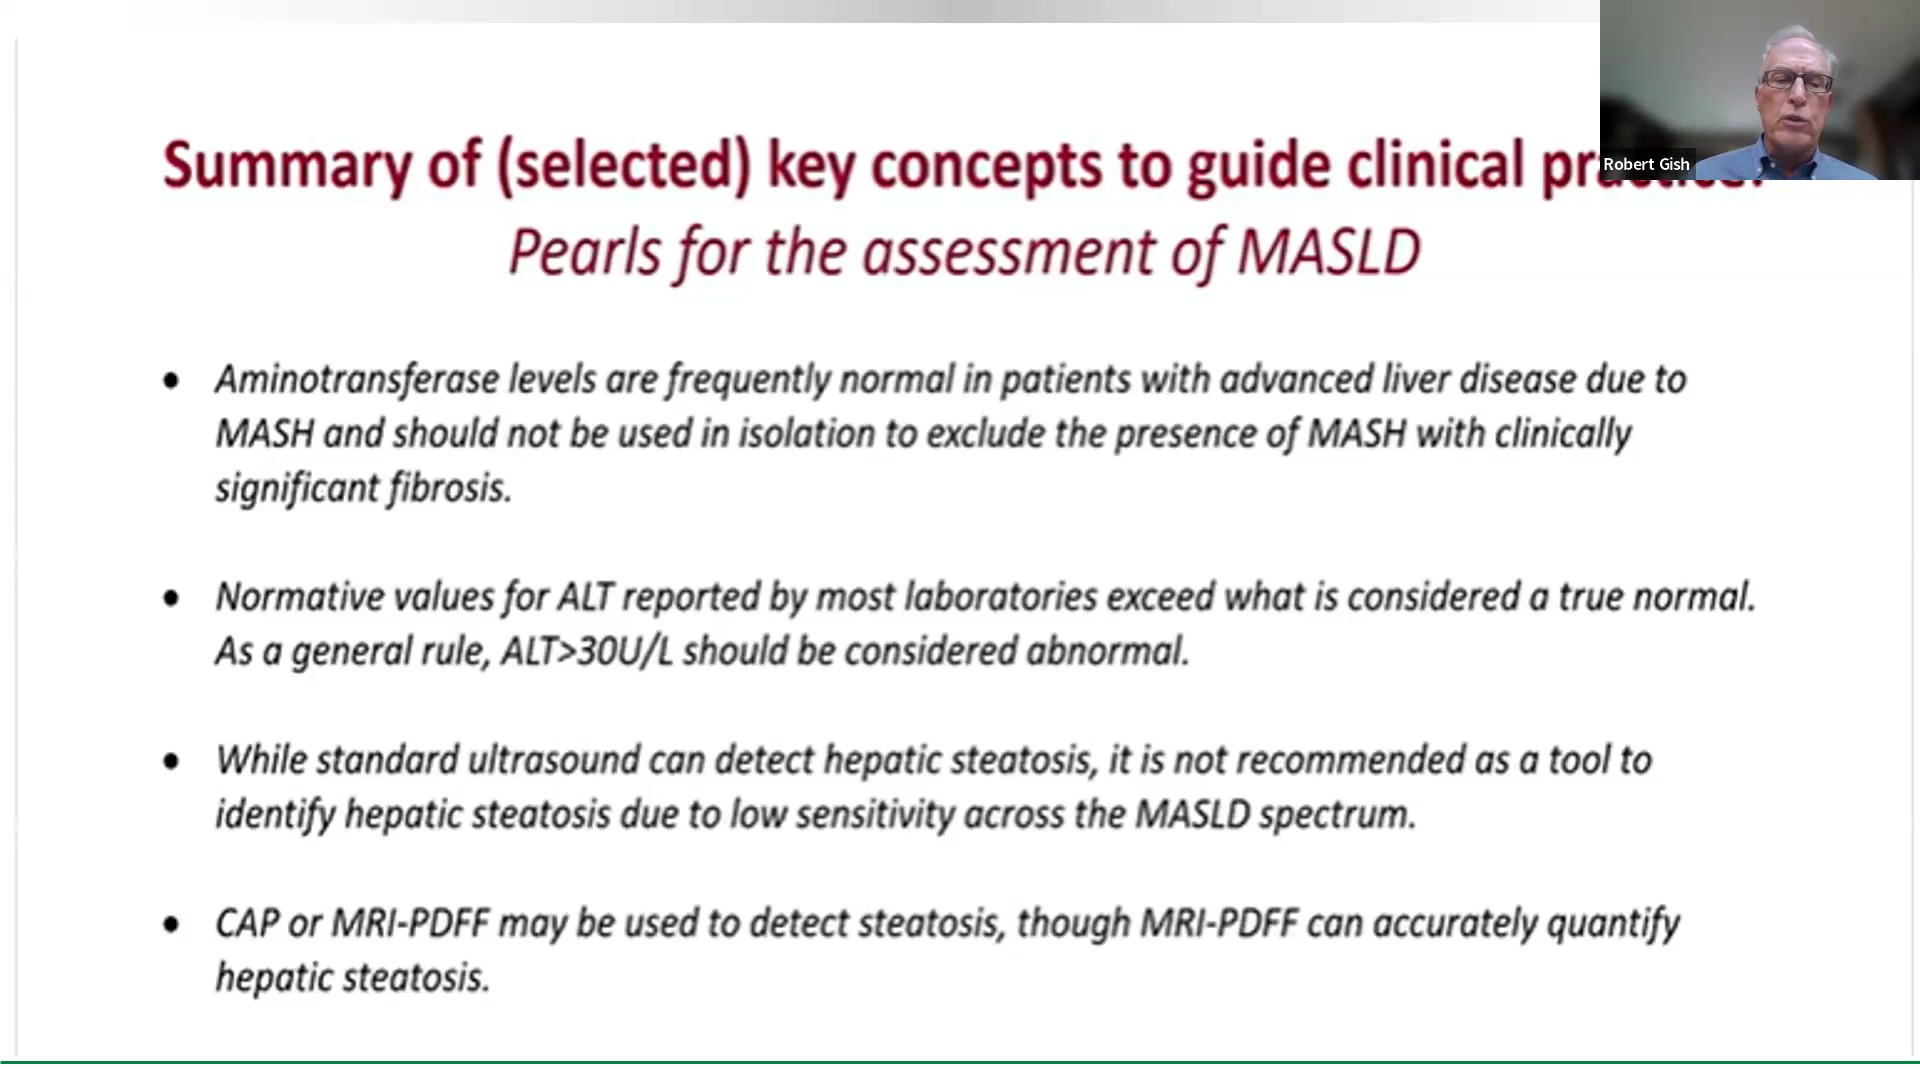 Summary of (selected) key concepts to guide clinical
Pearls for the assessment of MASLD
Robert Gish
• Aminotransferase levels are frequently normal in patients with advanced liver disease due to
MASH and should not be used in isolation to exclude the presence of MASH with clinically
significant fibrosis.
• Normative values for ALT reported by most laboratories exceed what is considered a true normal.
As a general rule, ALT>30U/L should be considered abnormal.
• While standard ultrasound can detect hepatic steatosis, it is not recommended as a tool to
identify hepatic steatosis due to low sensitivity across the MASLD spectrum.
• CAP or MRI-PDFF may be used to detect steatosis, though MRI-PDFF can accurately quantify
hepatic steatosis.